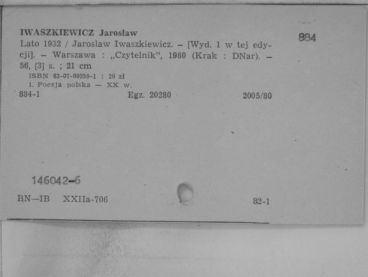 IWASZKIEWICZ Jarosław
884
Lato 1932 / Jarosław Iwaszkiewicz. — [Wyd. 1 w tej edy-
cji]. — Warszawa : „Czytelnik", 1980 (Krak : DNar). —
56, [3] s. ; 21 cm
ISBN 83-07-00255-1 : 20 zł
1. Poezja polska — XX w.
884-1 Egz. 20280 2005/80
146042-6
BN—IB XXIIa-706 82-1